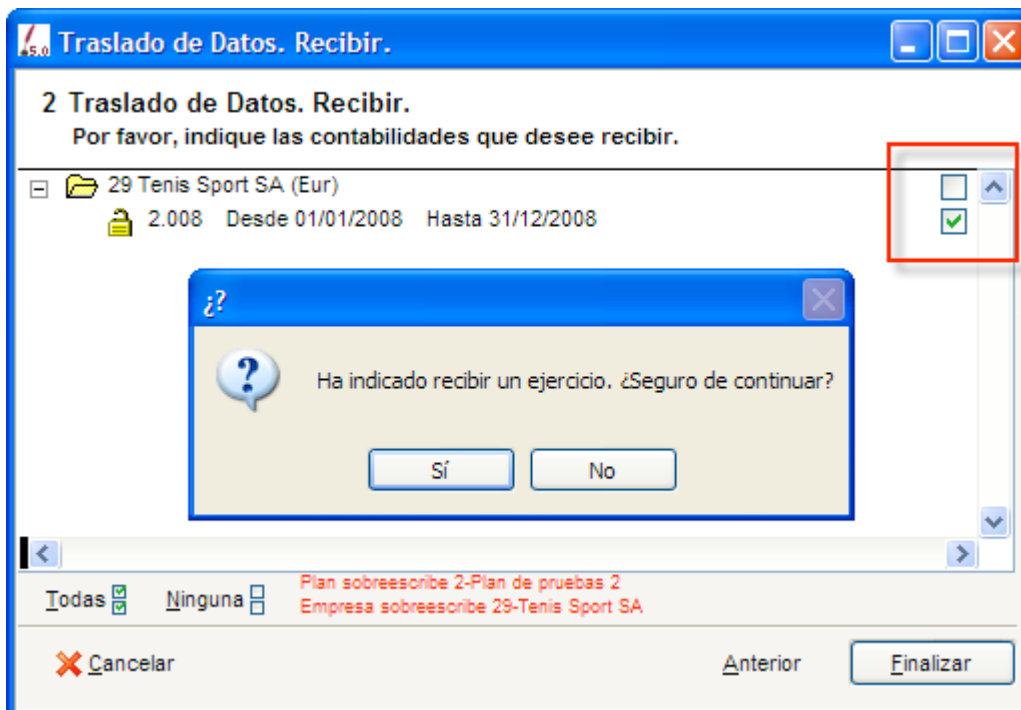 5.0 Traslado de Datos. Recibir.
2 Traslado de Datos. Recibir.
Por favor, indique las contabilidades que desee recibir.
29 Tenis Sport SA (Eur)
2.008 Desde 01/01/2008 Hasta 31/12/2008
¿?
Ha indicado recibir un ejercicio. ¿Seguro de continuar?
Sí No
Plan sobreescribe 2-Plan de pruebas 2
Todas Ninguna
Empresa sobreescribe 29-Tenis Sport SA
Cancelar Anterior Finalizar